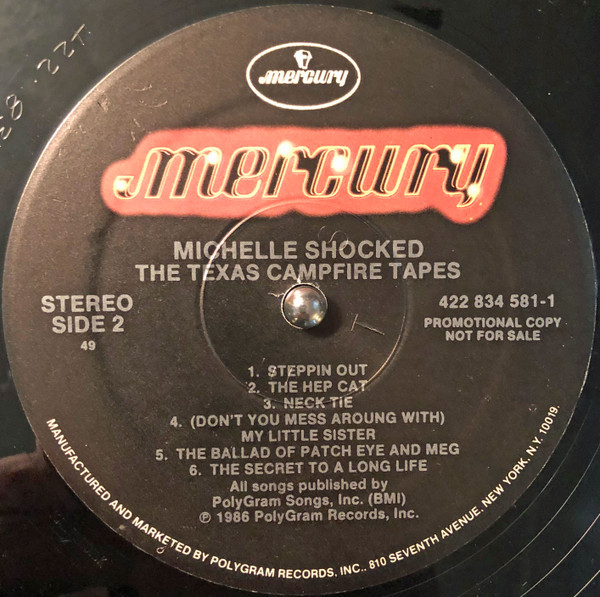 mercury
mercury
MICHELLE SHOCKED
THE TEXAS CAMPFIRE TAPES
STEREO
SIDE 2
49
422 834 581-1
PROMOTIONAL COPY
NOT FOR SALE
1. STEPPIN OUT
2. THE HEP CAT
3. NECK TIE
4. (DON'T YOU MESS AROUNG WITH)
MY LITTLE SISTER
5. THE BALLAD OF PATCH EYE AND MEG
6. THE SECRET TO A LONG LIFE
All songs published by
PolyGram Songs, Inc. (BMI)
℗ 1986 PolyGram Records, Inc.
MANUFACTURED AND MARKETED BY POLYGRAM RECORDS, INC., 810 SEVENTH AVENUE, NEW YORK, N.Y. 10019.